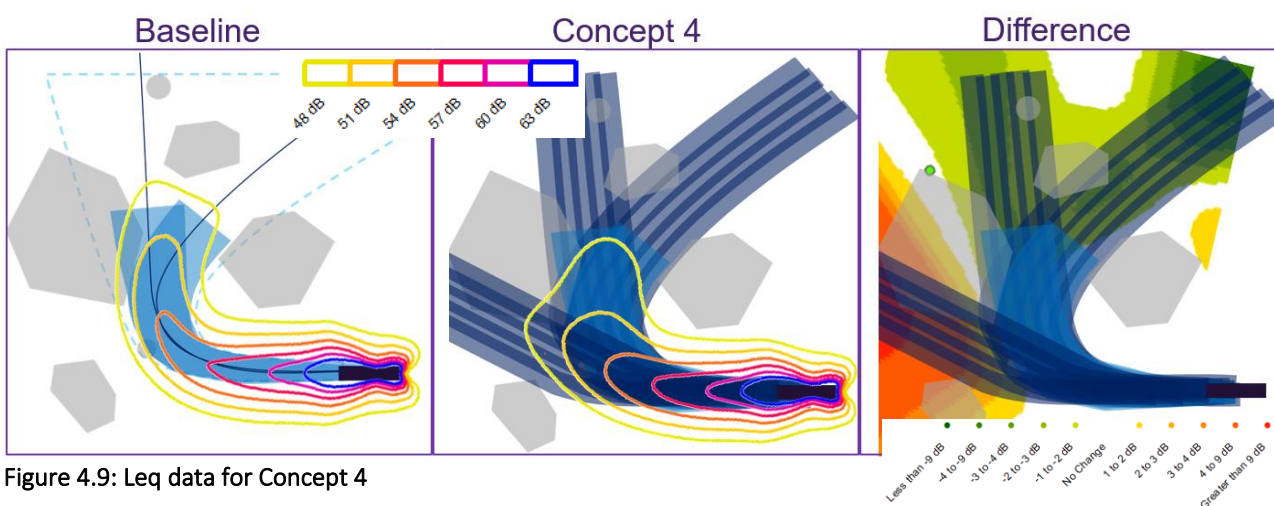 Baseline
Concept 4
Difference
48 dB
51 dB
54 dB
57 dB
60 dB
63 dB
Less than -9 dB
-4 to -9 dB
-3 to -4 dB
-2 to -3 dB
-1 to -2 dB
No Change
1 to 2 dB
2 to 3 dB
3 to 4 dB
4 to 9 dB
Greater than 9 dB
Figure 4.9: Leq data for Concept 4